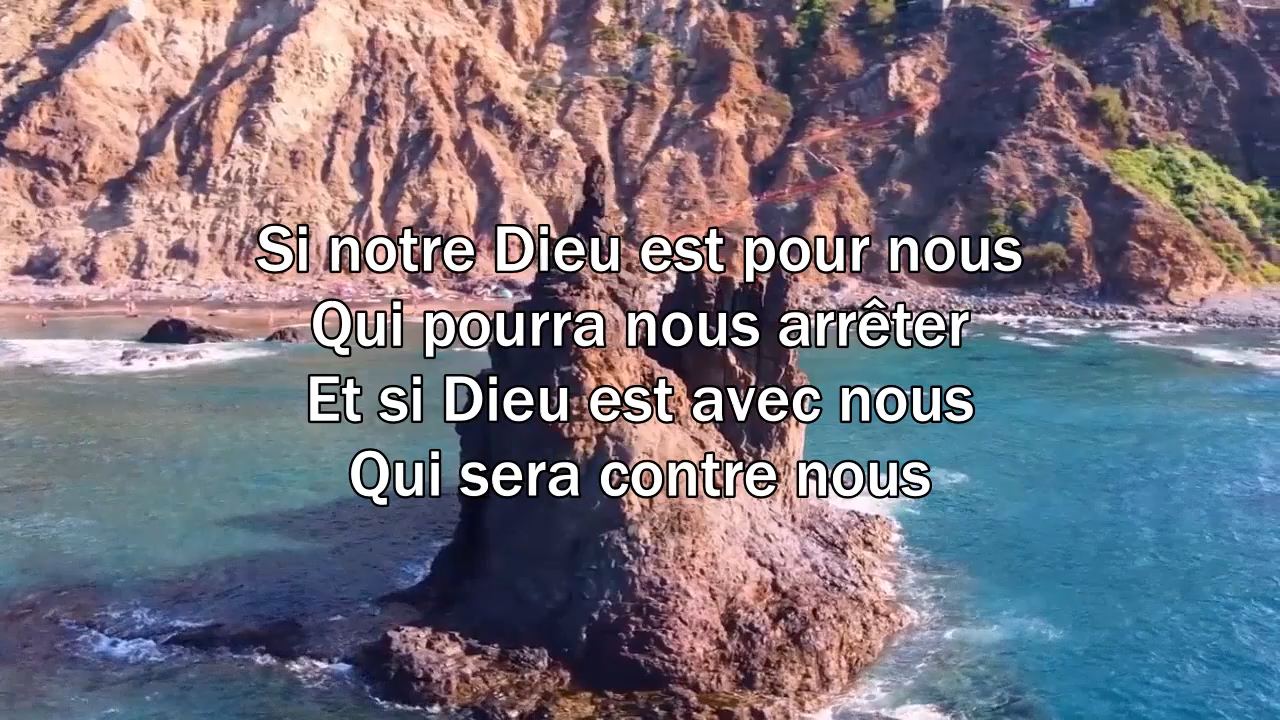 Si notre Dieu est pour nous
Qui pourra nous arrêter
Et si Dieu est avec nous
Qui sera contre nous